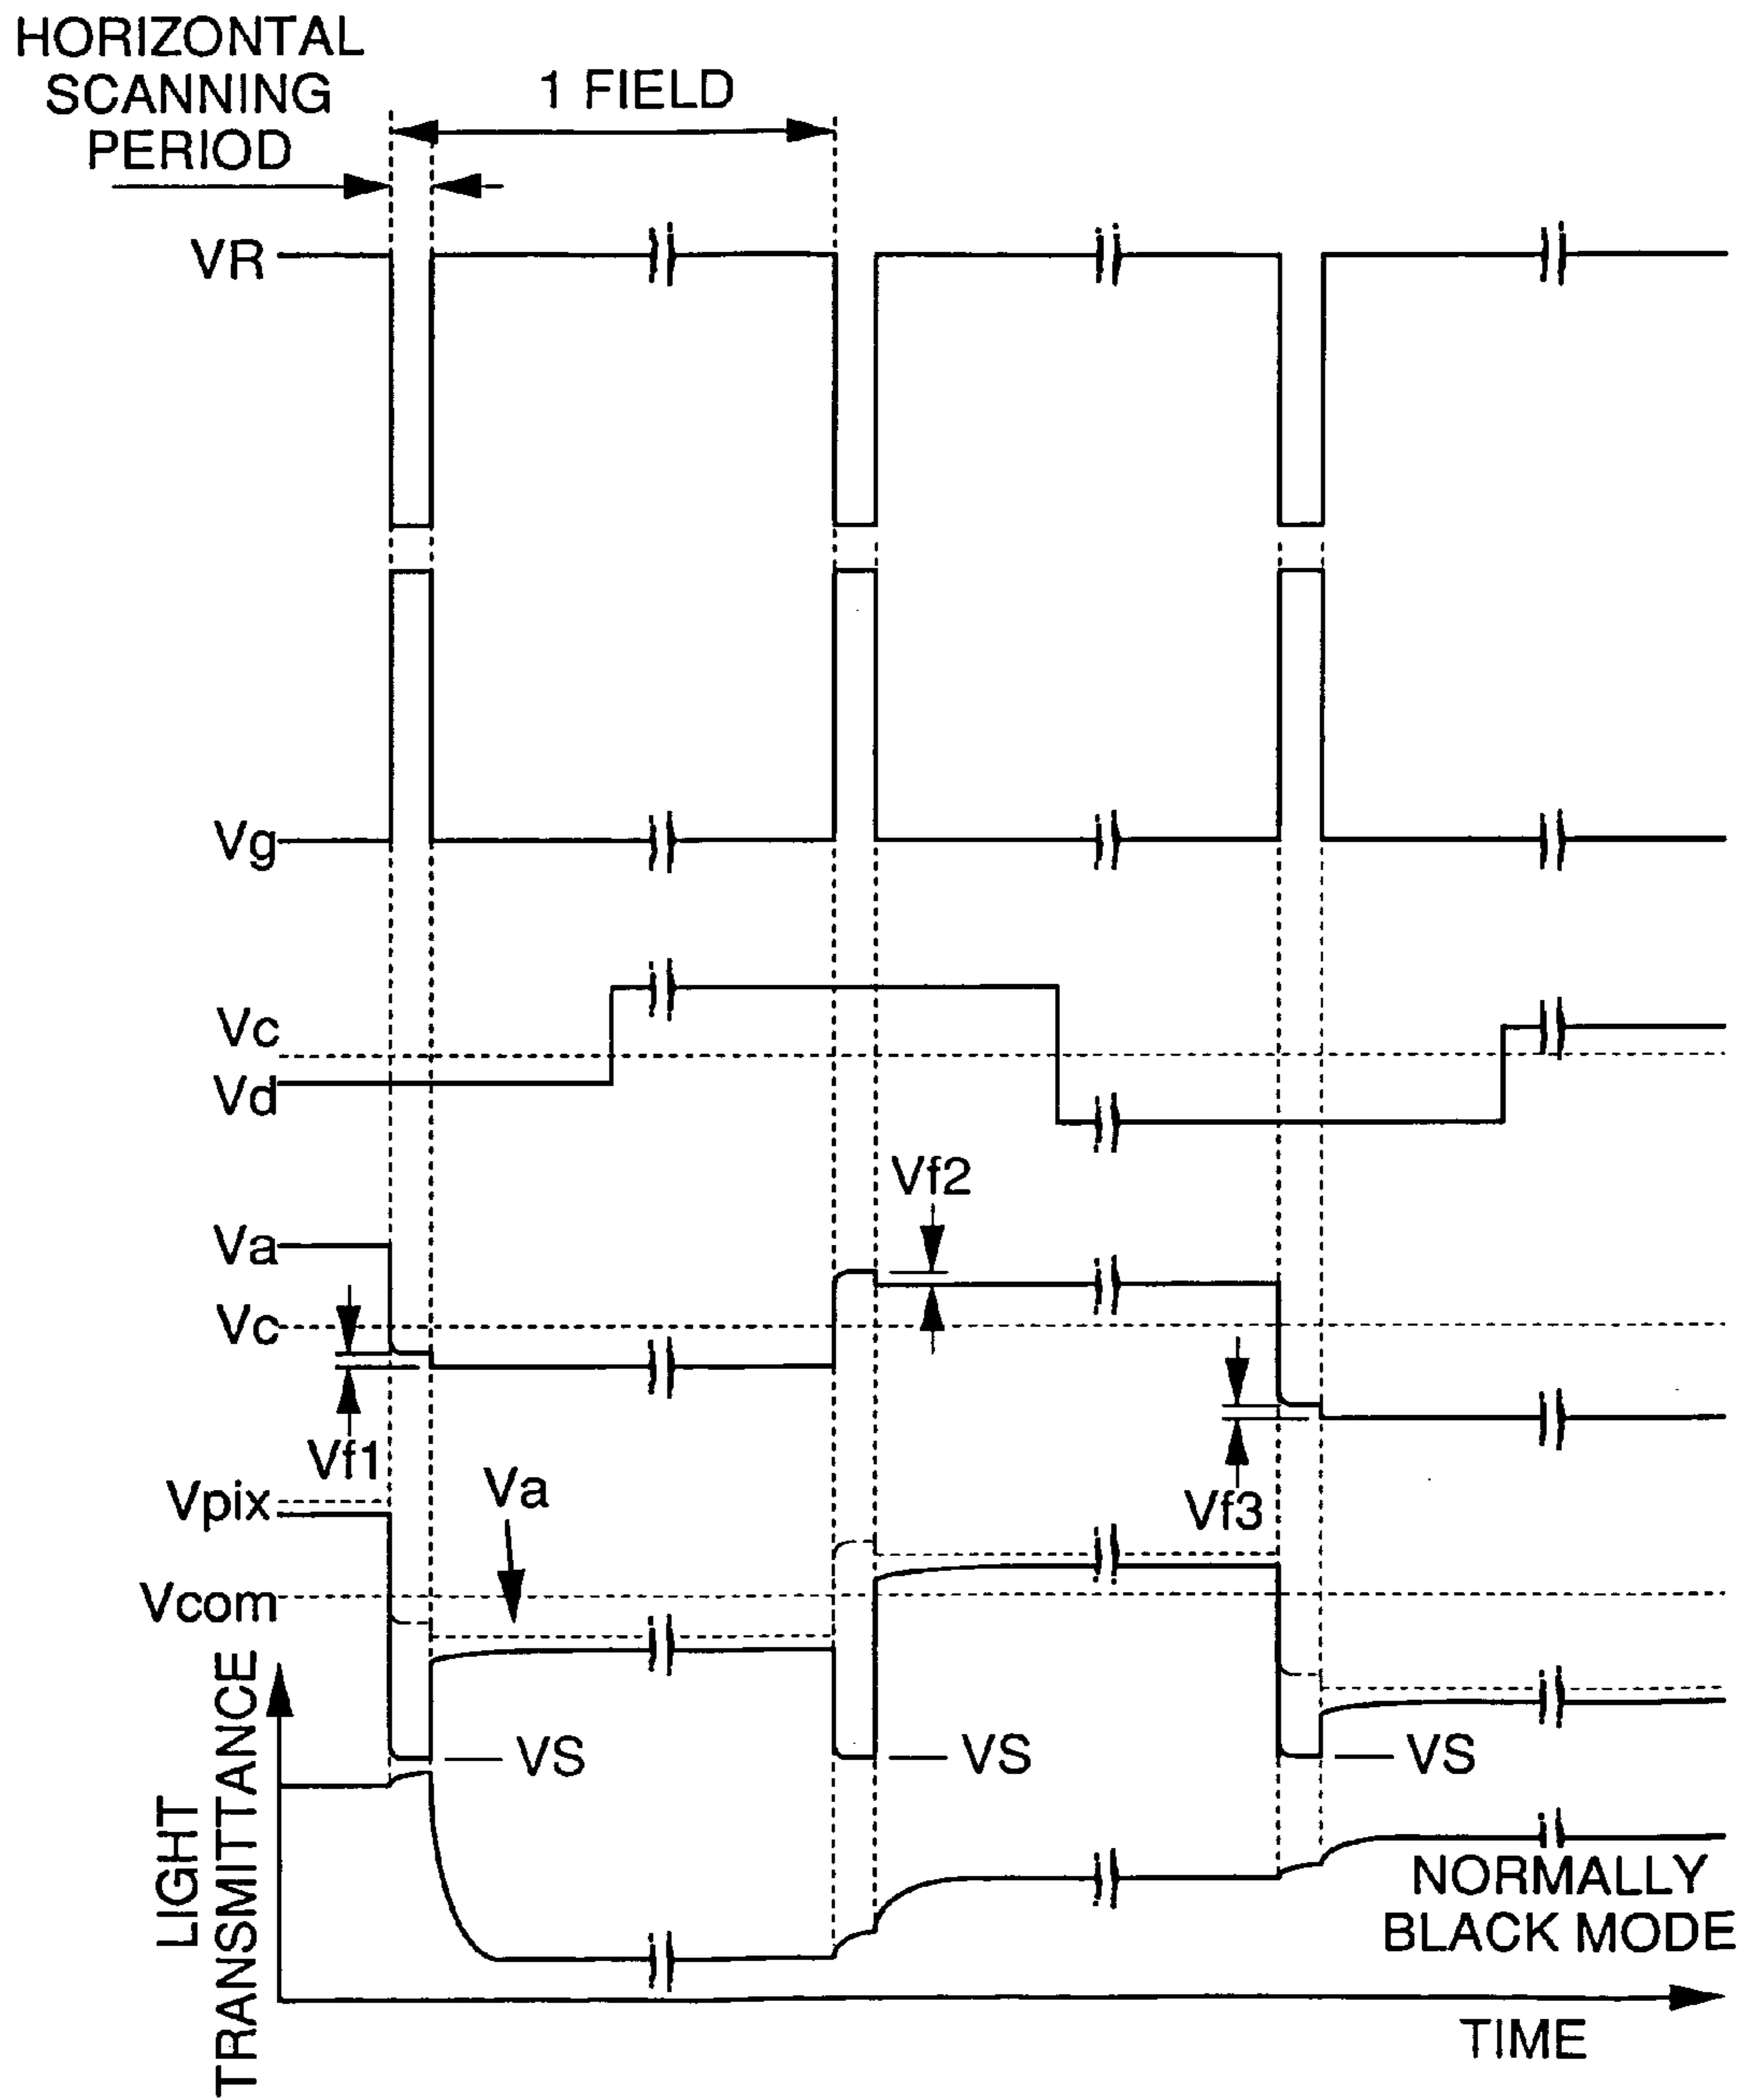 HORIZONTAL
SCANNING
PERIOD
1 FIELD
VR
Vg
Vc
Vd
Vf2
Va
Vc
Vf1
Va
Vf3
Vpix
Vcom
VS
VS
VS
LIGHT
TRANSMITTANCE
NORMALLY
BLACK MODE
TIME